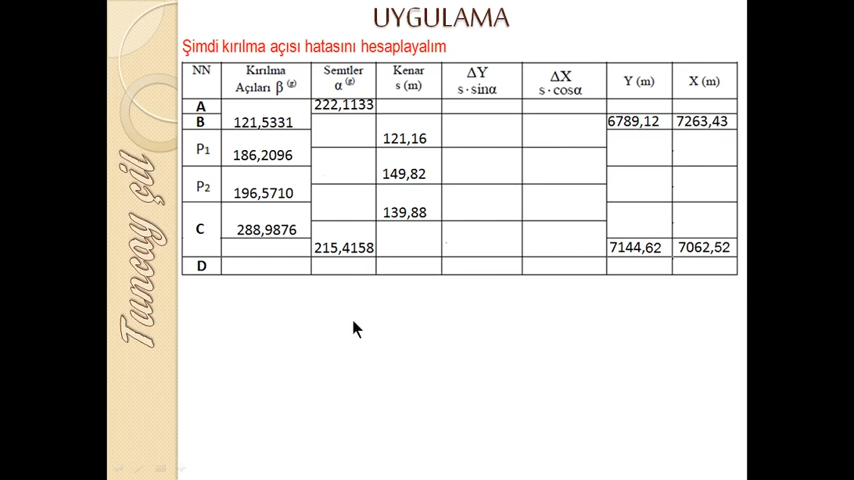 UYGULAMA
Şimdi kırılma açısı hatasını hesaplayalım
NN Kırılma Açıları β (g) Semtler α (g) Kenar s (m) ΔY s·sinα ΔX s·cosα Y (m) X (m)
A 222,1133
B 121,5331 6789,12 7263,43
121,16
P1 186,2096
149,82
P2 196,5710
139,88
C 288,9876
215,4158 7144,62 7062,52
D
Tuncay çil